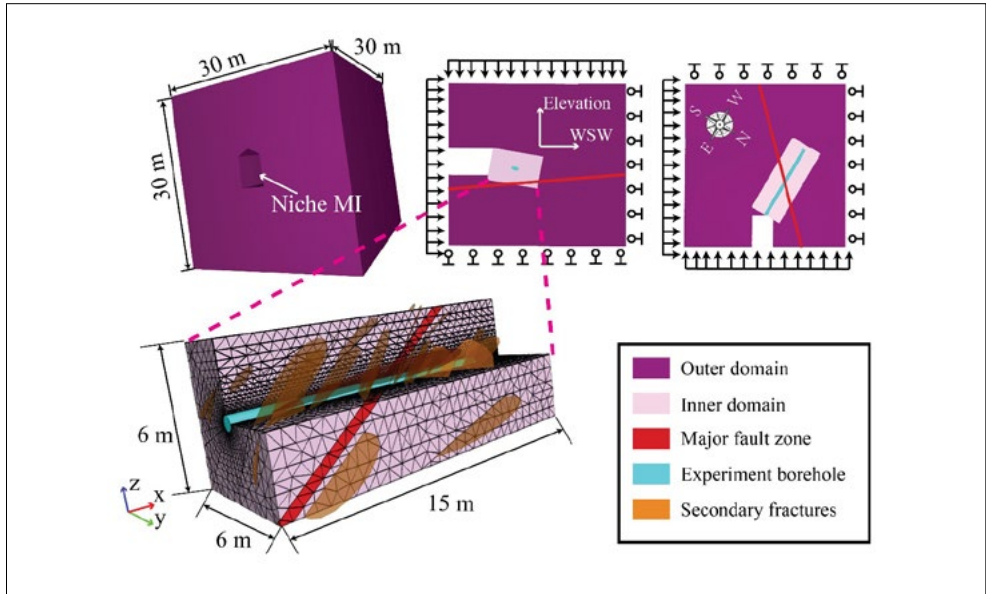 30 m
30 m
30 m
Niche MI
Elevation
WSW
S
W
E
N
6 m
6 m
15 m
z
x
y
Outer domain
Inner domain
Major fault zone
Experiment borehole
Secondary fractures